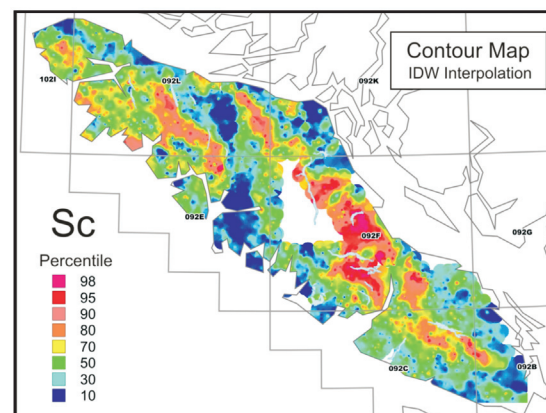 Contour Map
IDW Interpolation
102I
092L
092K
092E
092F
092G
092C
092B
Sc
Percentile
98
95
90
80
70
50
30
10